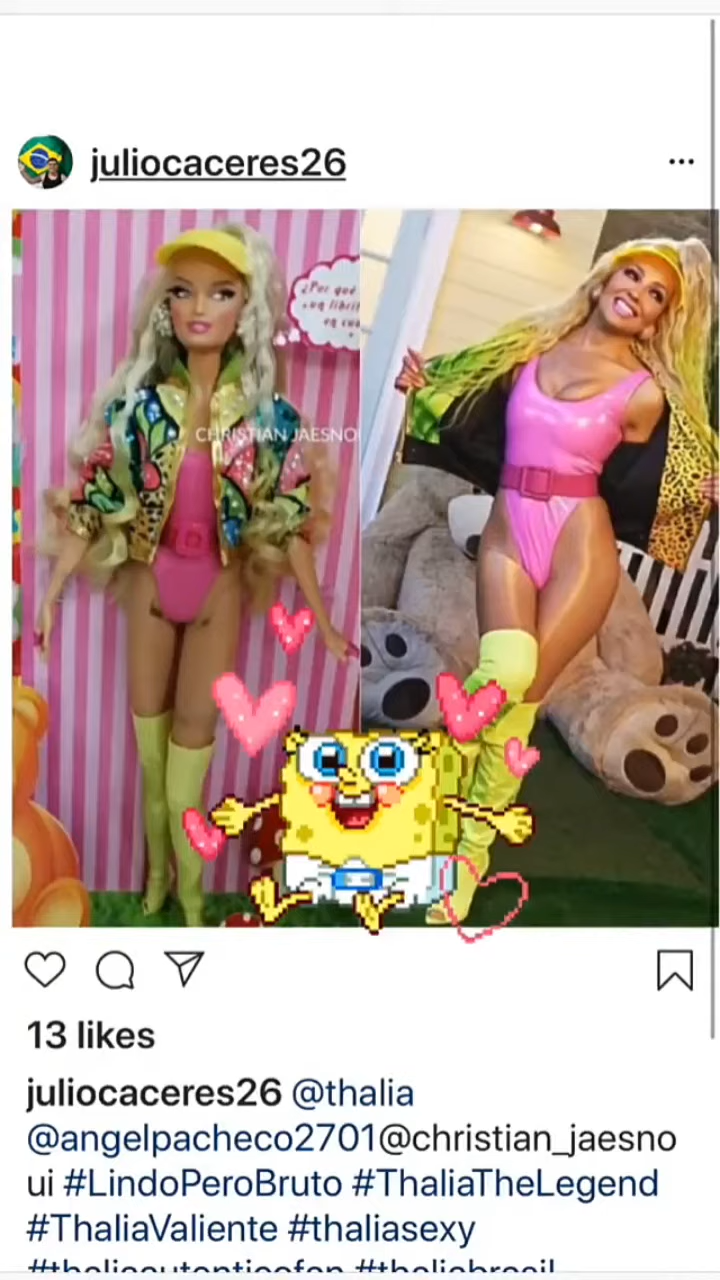 juliocaceres26
¿Por qué
CHRISTIAN JAESNO
13 likes
juliocaceres26 @thalia
@angelpacheco2701@christian_jaesno
ui #LindoPeroBruto #ThaliaTheLegend
#ThaliaValiente #thaliasexy